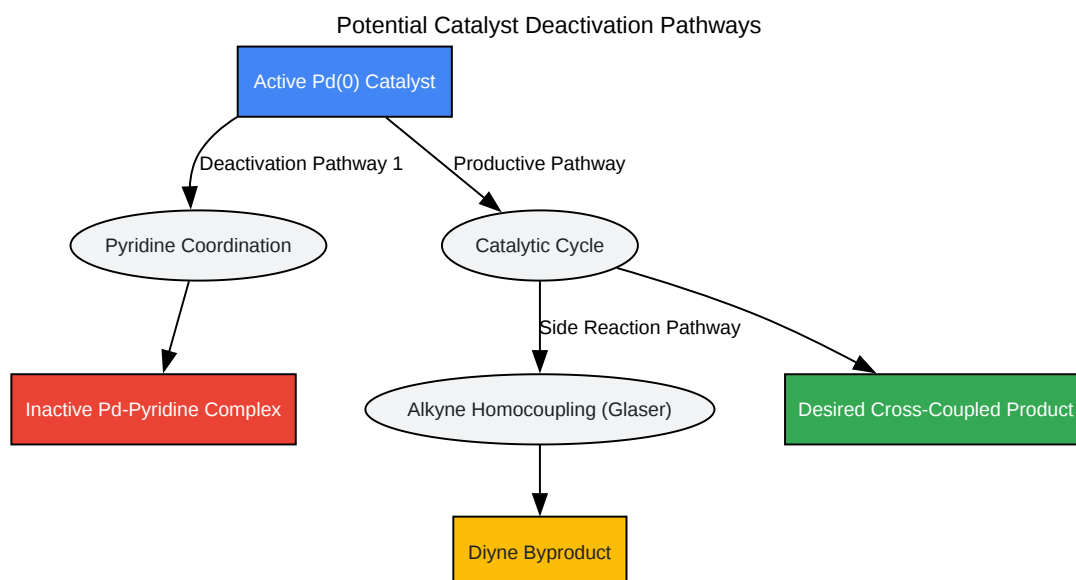 Potential Catalyst Deactivation Pathways
Active Pd(0) Catalyst
Deactivation Pathway 1
Productive Pathway
Pyridine Coordination
Catalytic Cycle
Side Reaction Pathway
Inactive Pd-Pyridine Complex
Alkyne Homocoupling (Glaser)
Desired Cross-Coupled Product
Diyne Byproduct